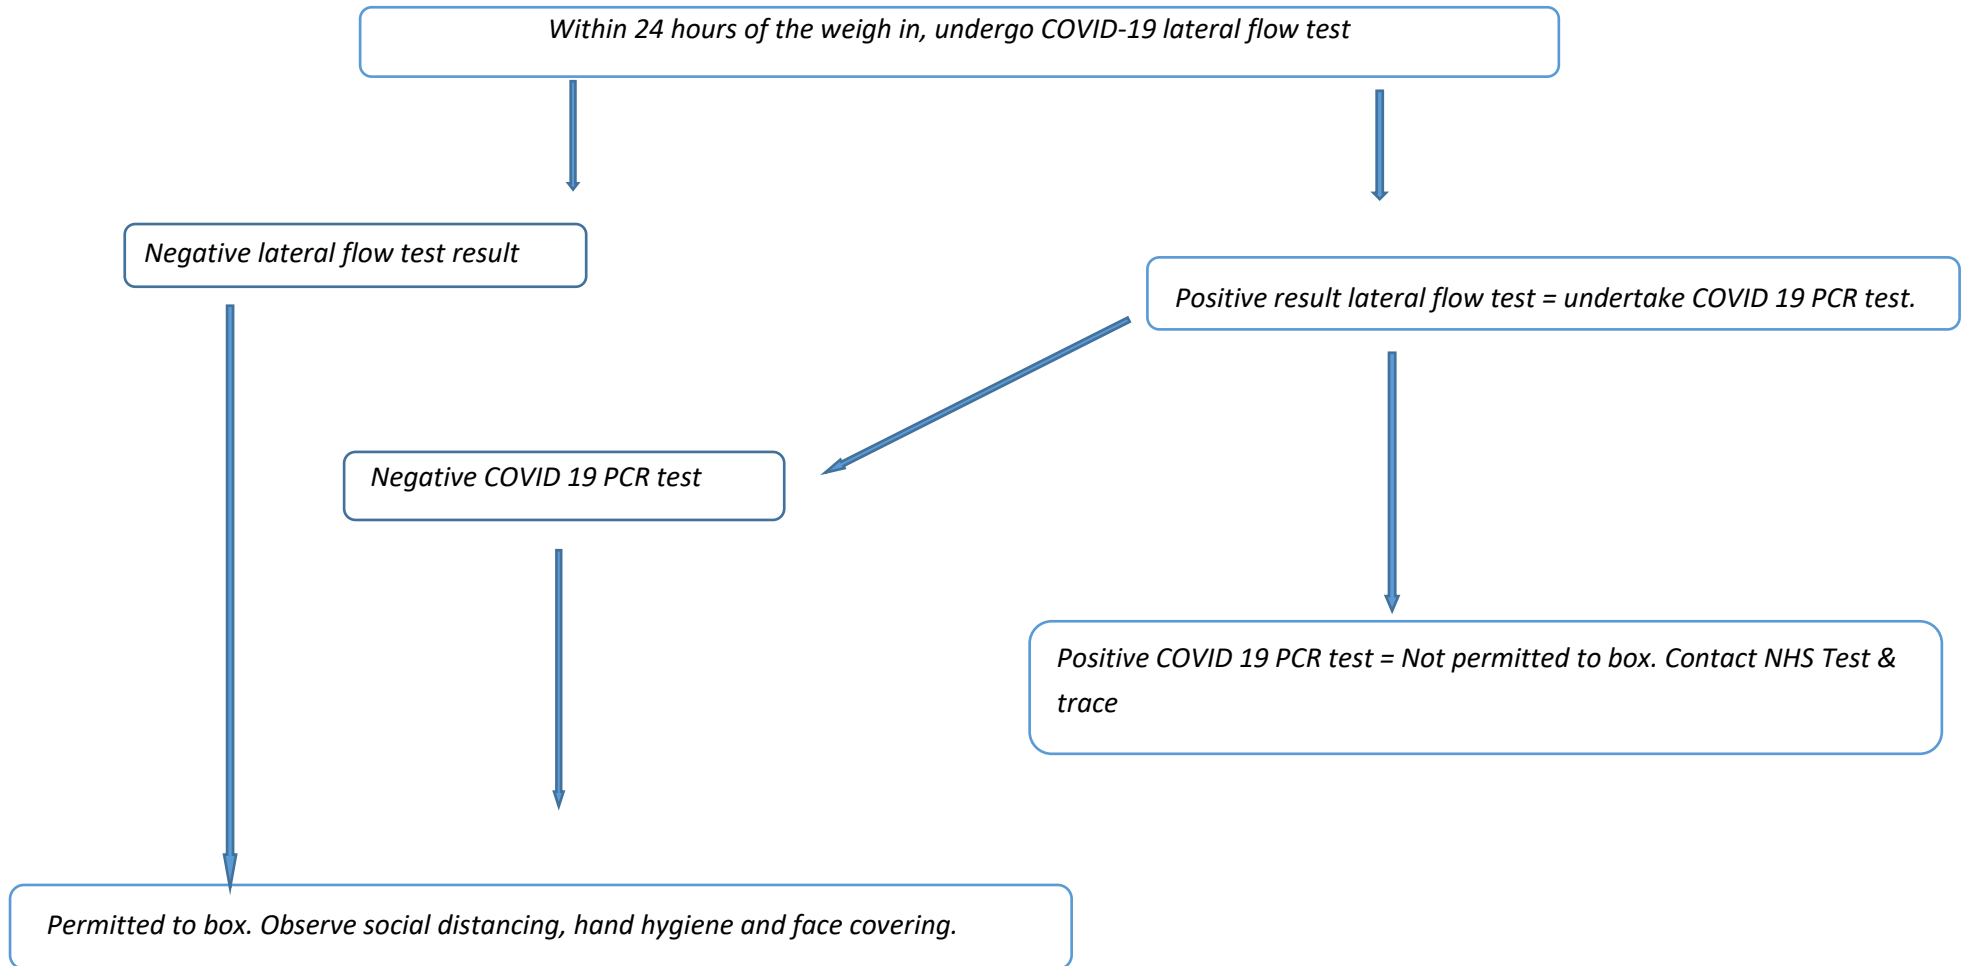 Within 24 hours of the weigh in, undergo COVID-19 lateral flow test
Negative lateral flow test result
Positive result lateral flow test = undertake COVID 19 PCR test.
Negative COVID 19 PCR test
Positive COVID 19 PCR test = Not permitted to box. Contact NHS Test &
trace
Permitted to box. Observe social distancing, hand hygiene and face covering.